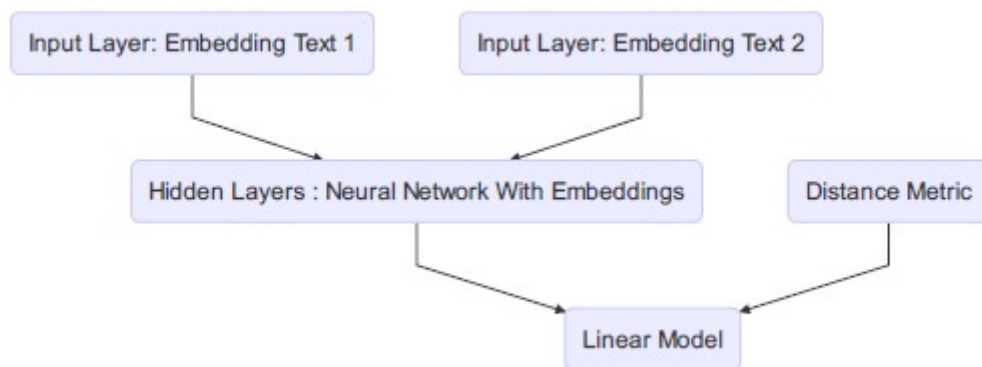 Input Layer: Embedding Text 1
Input Layer: Embedding Text 2
Hidden Layers : Neural Network With Embeddings
Distance Metric
Linear Model